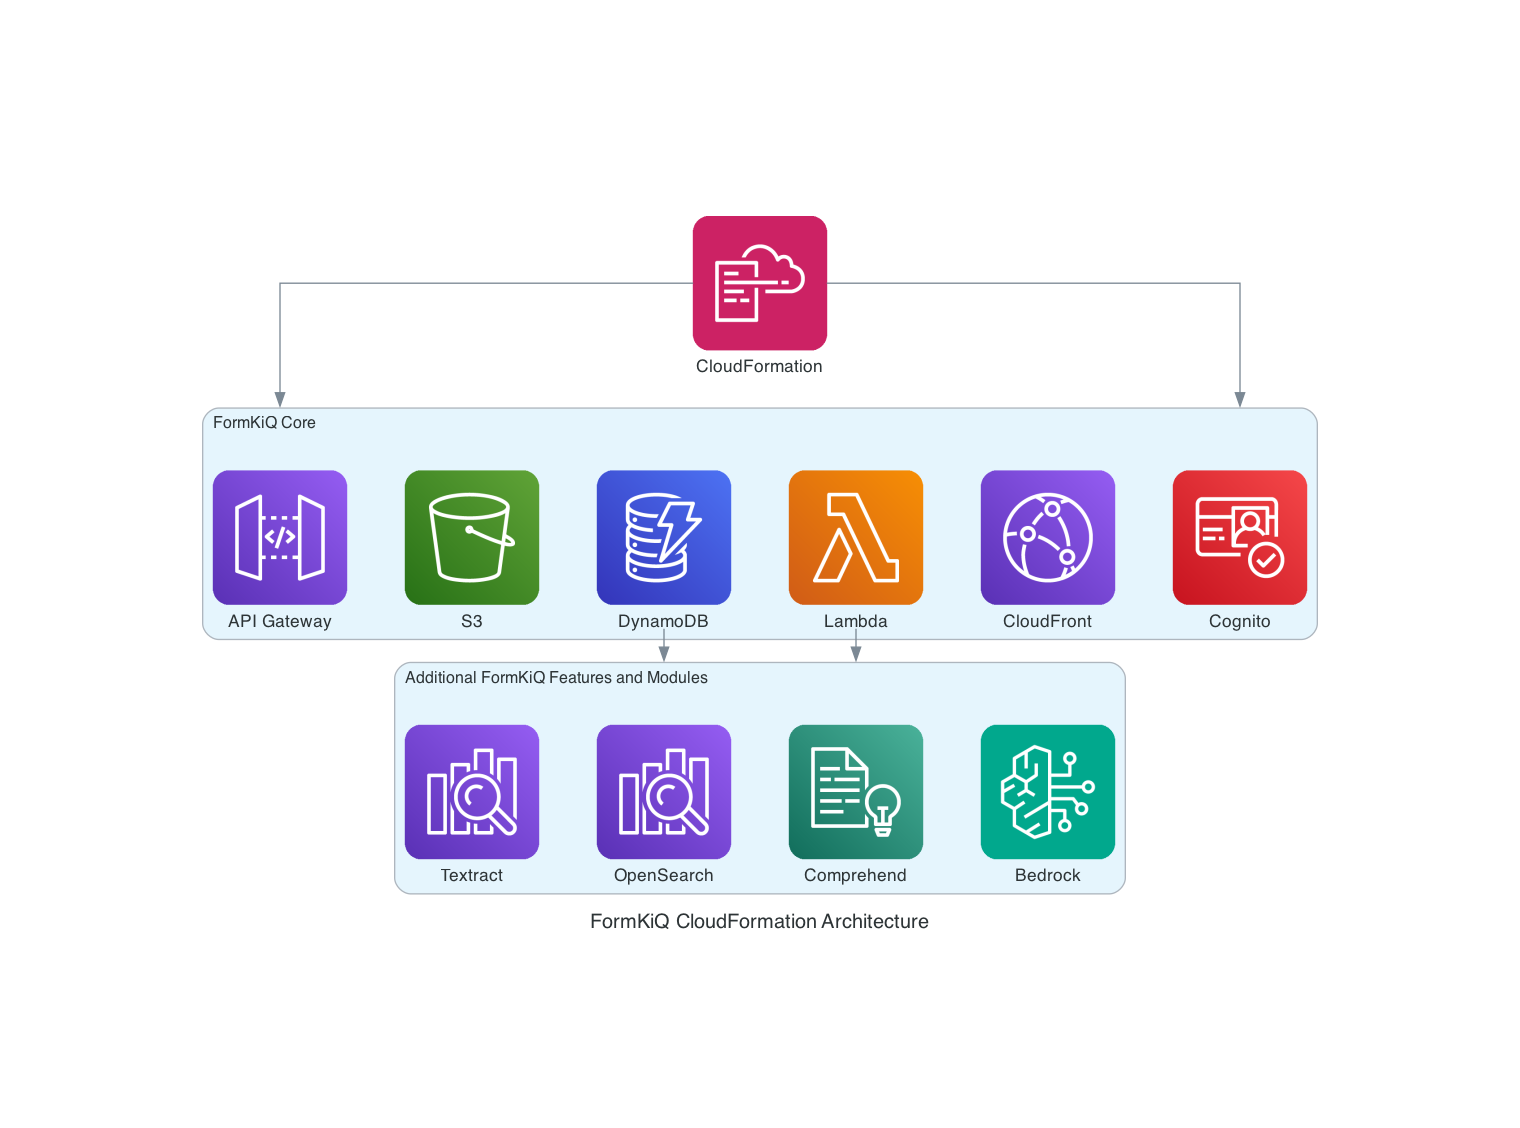 CloudFormation
FormKiQ Core
API Gateway
S3
DynamoDB
Lambda
CloudFront
Cognito
Additional FormKiQ Features and Modules
Textract
OpenSearch
Comprehend
Bedrock
FormKiQ CloudFormation Architecture